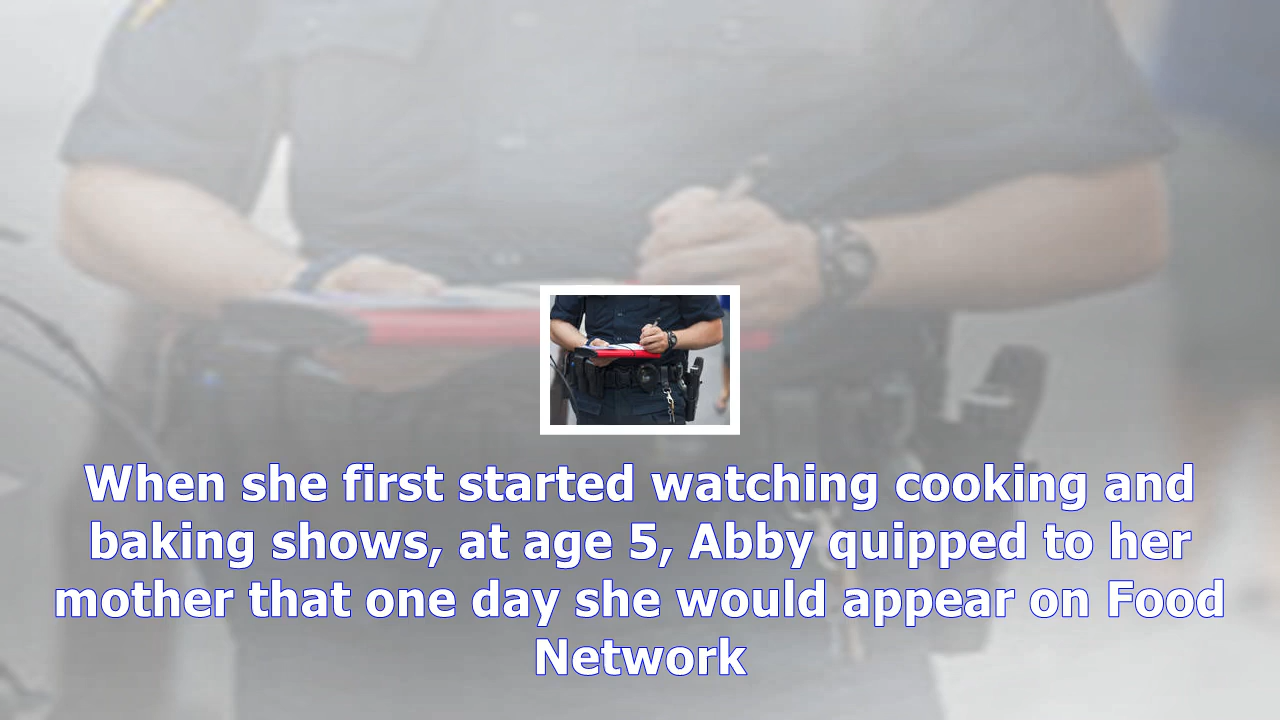 When she first started watching cooking and
baking shows, at age 5, Abby quipped to her
mother that one day she would appear on Food
Network